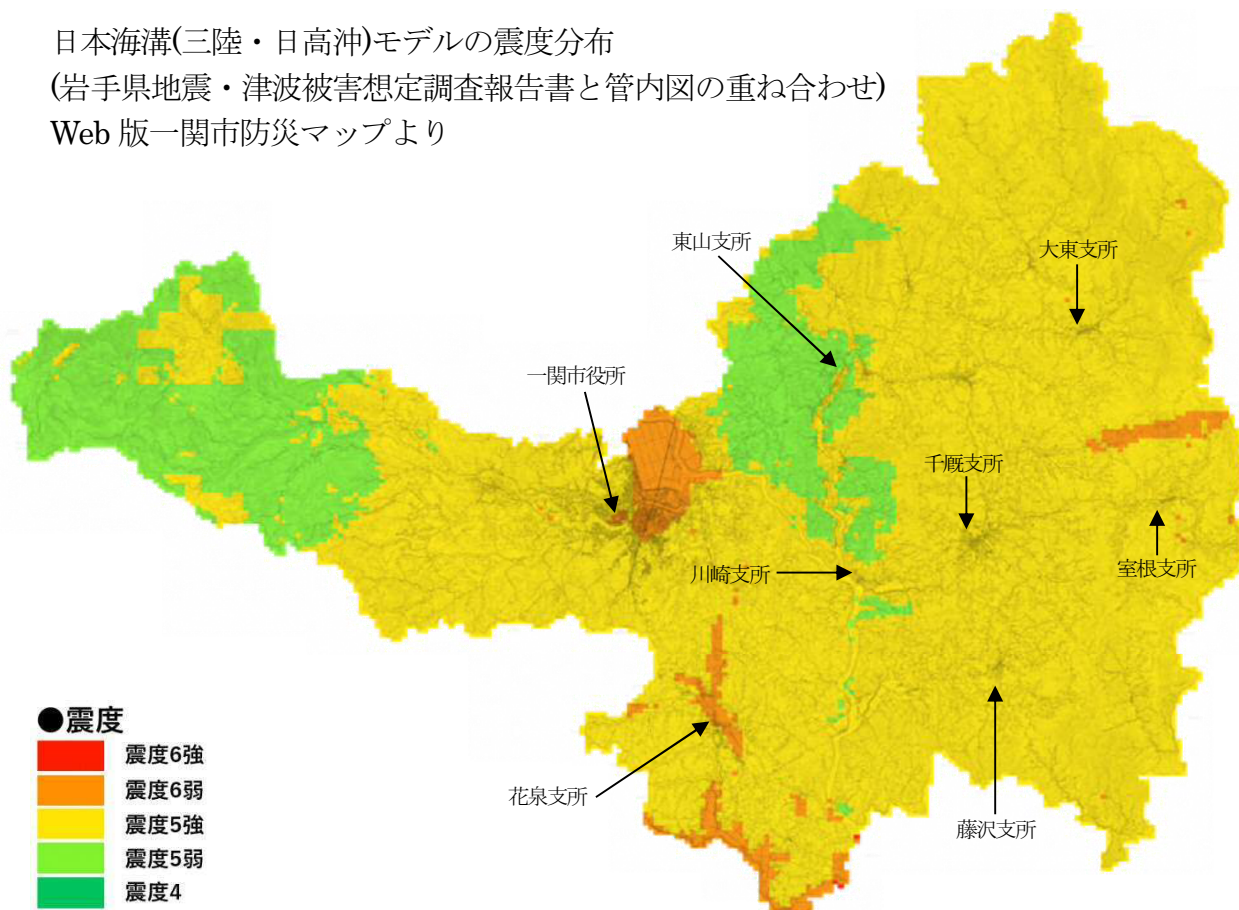 日本海溝(三陸・日高沖)モデルの震度分布
(岩手県地震・津波被害想定調査報告書と管内図の重ね合わせ)
Web 版一関市防災マップより
東山支所
大東支所
一関市役所
千厩支所
川崎支所
室根支所
花泉支所
藤沢支所
●震度
震度6強
震度6弱
震度5強
震度5弱
震度4